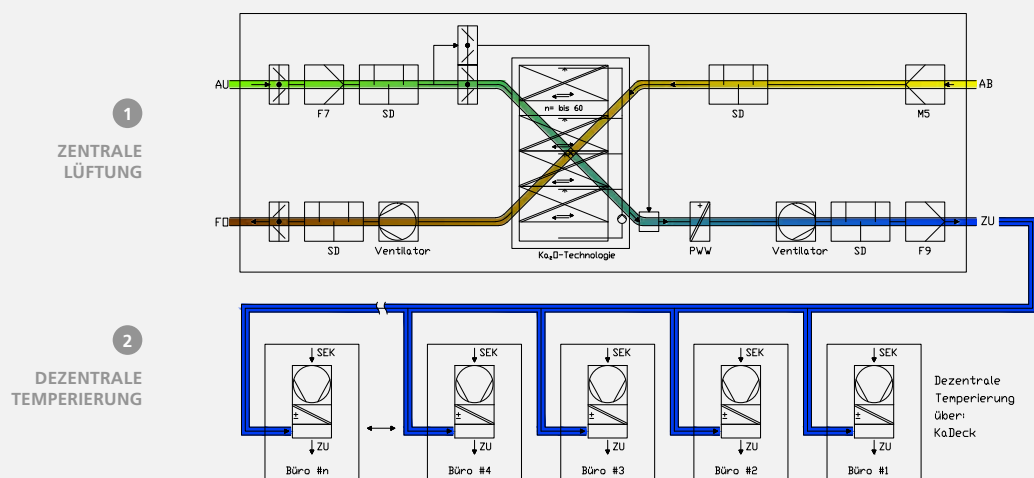 1
ZENTRALE
LÜFTUNG
AU
F7
SD
n= bis 60
SD
M5
AB
FO
SD
Ventilator
Ka₂O-Technologie
PWW
Ventilator
SD
F9
ZU
2
DEZENTRALE
TEMPERIERUNG
SEK
±
ZU
Büro #n
SEK
±
ZU
Büro #4
SEK
±
ZU
Büro #3
SEK
±
ZU
Büro #2
SEK
±
ZU
Büro #1
Dezentrale
Temperierung
über:
KaDeck